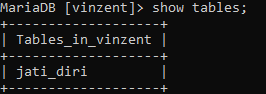 MariaDB [vinzent]> show tables;
+-------------------+
| Tables_in_vinzent |
+-------------------+
| jati_diri         |
+-------------------+